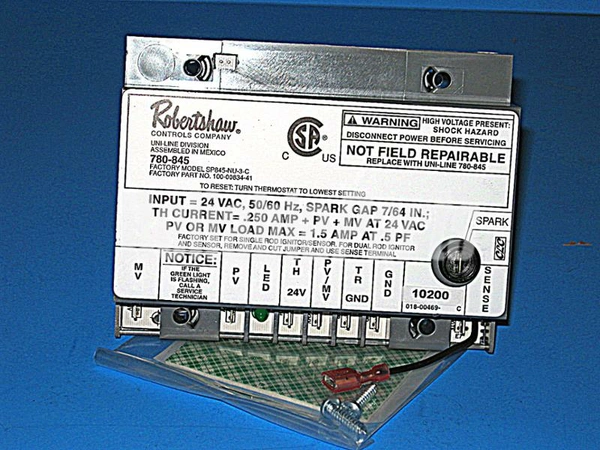 Robertshaw
CONTROLS COMPANY
UNI-LINE DIVISION
ASSEMBLED IN MEXICO
780-845
FACTORY MODEL SP845-NU-3-C
FACTORY PART NO. 100-00834-41
C US
WARNING HIGH VOLTAGE PRESENT:
SHOCK HAZARD
DISCONNECT POWER BEFORE SERVICING
NOT FIELD REPAIRABLE
REPLACE WITH UNI-LINE 780-845
TO RESET: TURN THERMOSTAT TO LOWEST SETTING
INPUT = 24 VAC, 50/60 Hz, SPARK GAP 7/64 IN.;
TH CURRENT= .250 AMP + PV + MV AT 24 VAC
PV OR MV LOAD MAX = 1.5 AMP AT .5 PF
FACTORY SET FOR SINGLE ROD IGNITOR/SENSOR. FOR DUAL ROD IGNITOR
AND SENSOR, REMOVE AND CUT JUMPER AND USE SENSE TERMINAL
SPARK
MV
NOTICE:
IF THE
GREEN LIGHT
IS FLASHING,
CALL A
SERVICE
TECHNICIAN
PV
LED
TH
24V
PV/MV
TR
GND
GND
10200
018-00469- C
SENSE